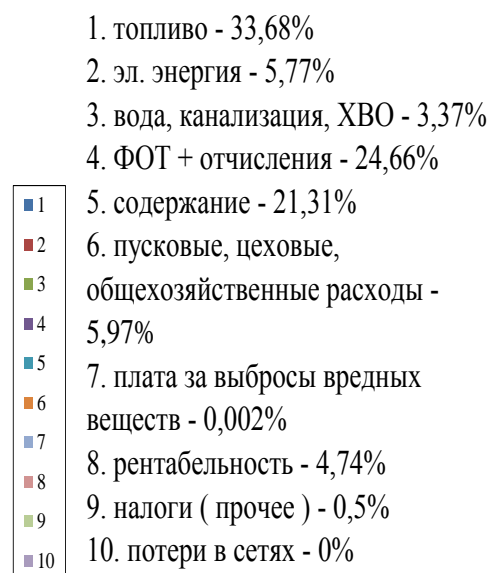 1. топливо - 33,68%
2. эл. энергия - 5,77%
3. вода, канализация, ХВО - 3,37%
4. ФОТ + отчисления - 24,66%
5. содержание - 21,31%
6. пусковые, цеховые,
общехозяйственные расходы -
5,97%
7. плата за выбросы вредных
веществ - 0,002%
8. рентабельность - 4,74%
9. налоги ( прочее ) - 0,5%
10. потери в сетях - 0%
1
2
3
4
5
6
7
8
9
10